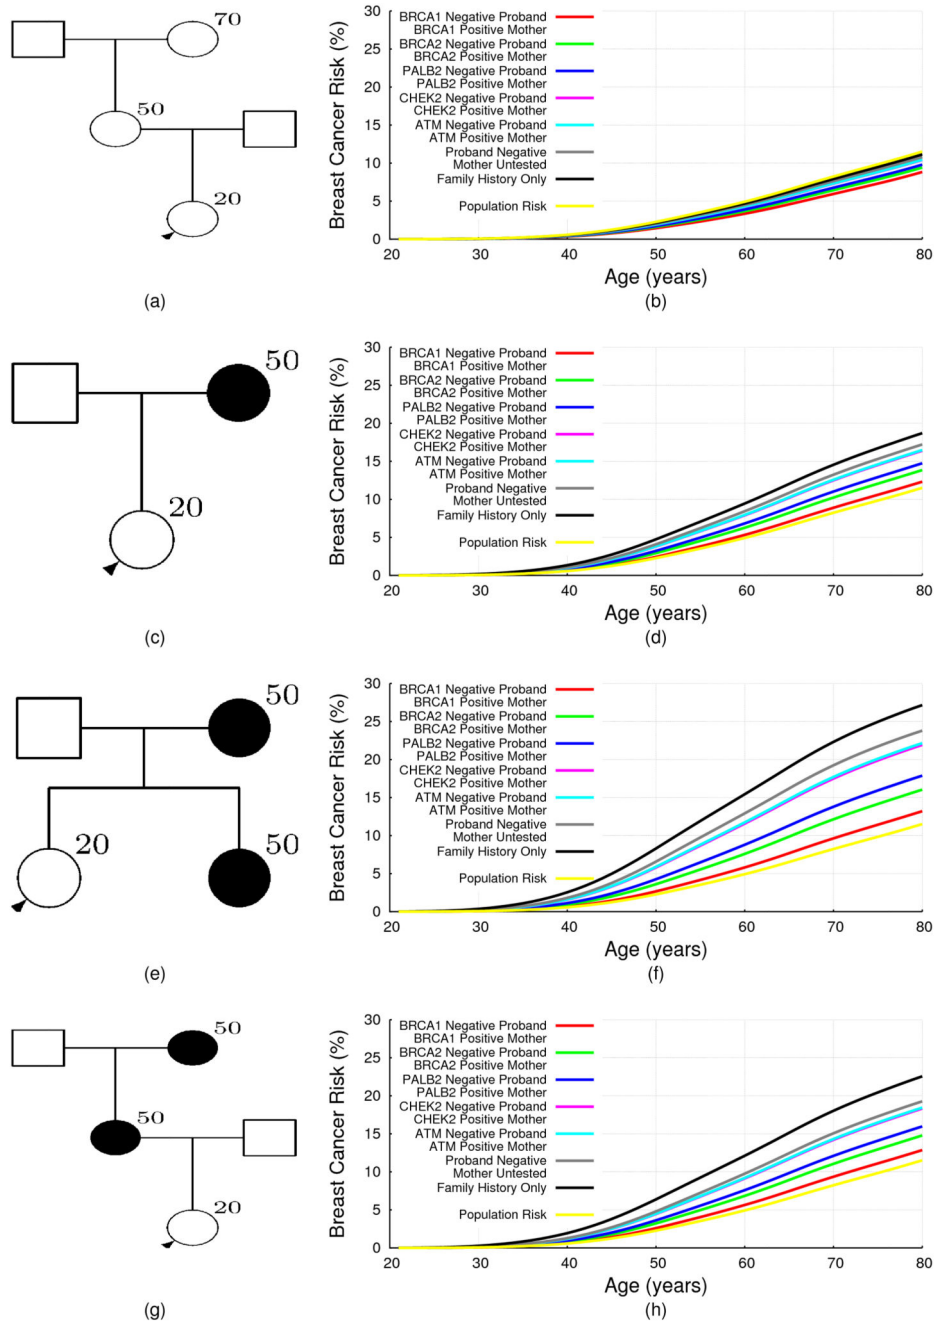 70
50
20
(a)
Breast Cancer Risk (%)
30
25
20
15
10
5
0
BRCA1 Negative Proband
BRCA1 Positive Mother
BRCA2 Negative Proband
BRCA2 Positive Mother
PALB2 Negative Proband
PALB2 Positive Mother
CHEK2 Negative Proband
CHEK2 Positive Mother
ATM Negative Proband
ATM Positive Mother
Proband Negative
Mother Untested
Family History Only
Population Risk
20 30 40 50 60 70 80
Age (years)
(b)
50
20
(c)
Breast Cancer Risk (%)
30
25
20
15
10
5
0
BRCA1 Negative Proband
BRCA1 Positive Mother
BRCA2 Negative Proband
BRCA2 Positive Mother
PALB2 Negative Proband
PALB2 Positive Mother
CHEK2 Negative Proband
CHEK2 Positive Mother
ATM Negative Proband
ATM Positive Mother
Proband Negative
Mother Untested
Family History Only
Population Risk
20 30 40 50 60 70 80
Age (years)
(d)
50
20 50
(e)
Breast Cancer Risk (%)
30
25
20
15
10
5
0
BRCA1 Negative Proband
BRCA1 Positive Mother
BRCA2 Negative Proband
BRCA2 Positive Mother
PALB2 Negative Proband
PALB2 Positive Mother
CHEK2 Negative Proband
CHEK2 Positive Mother
ATM Negative Proband
ATM Positive Mother
Proband Negative
Mother Untested
Family History Only
Population Risk
20 30 40 50 60 70 80
Age (years)
(f)
50
50
20
(g)
Breast Cancer Risk (%)
30
25
20
15
10
5
0
BRCA1 Negative Proband
BRCA1 Positive Mother
BRCA2 Negative Proband
BRCA2 Positive Mother
PALB2 Negative Proband
PALB2 Positive Mother
CHEK2 Negative Proband
CHEK2 Positive Mother
ATM Negative Proband
ATM Positive Mother
Proband Negative
Mother Untested
Family History Only
Population Risk
20 30 40 50 60 70 80
Age (years)
(h)